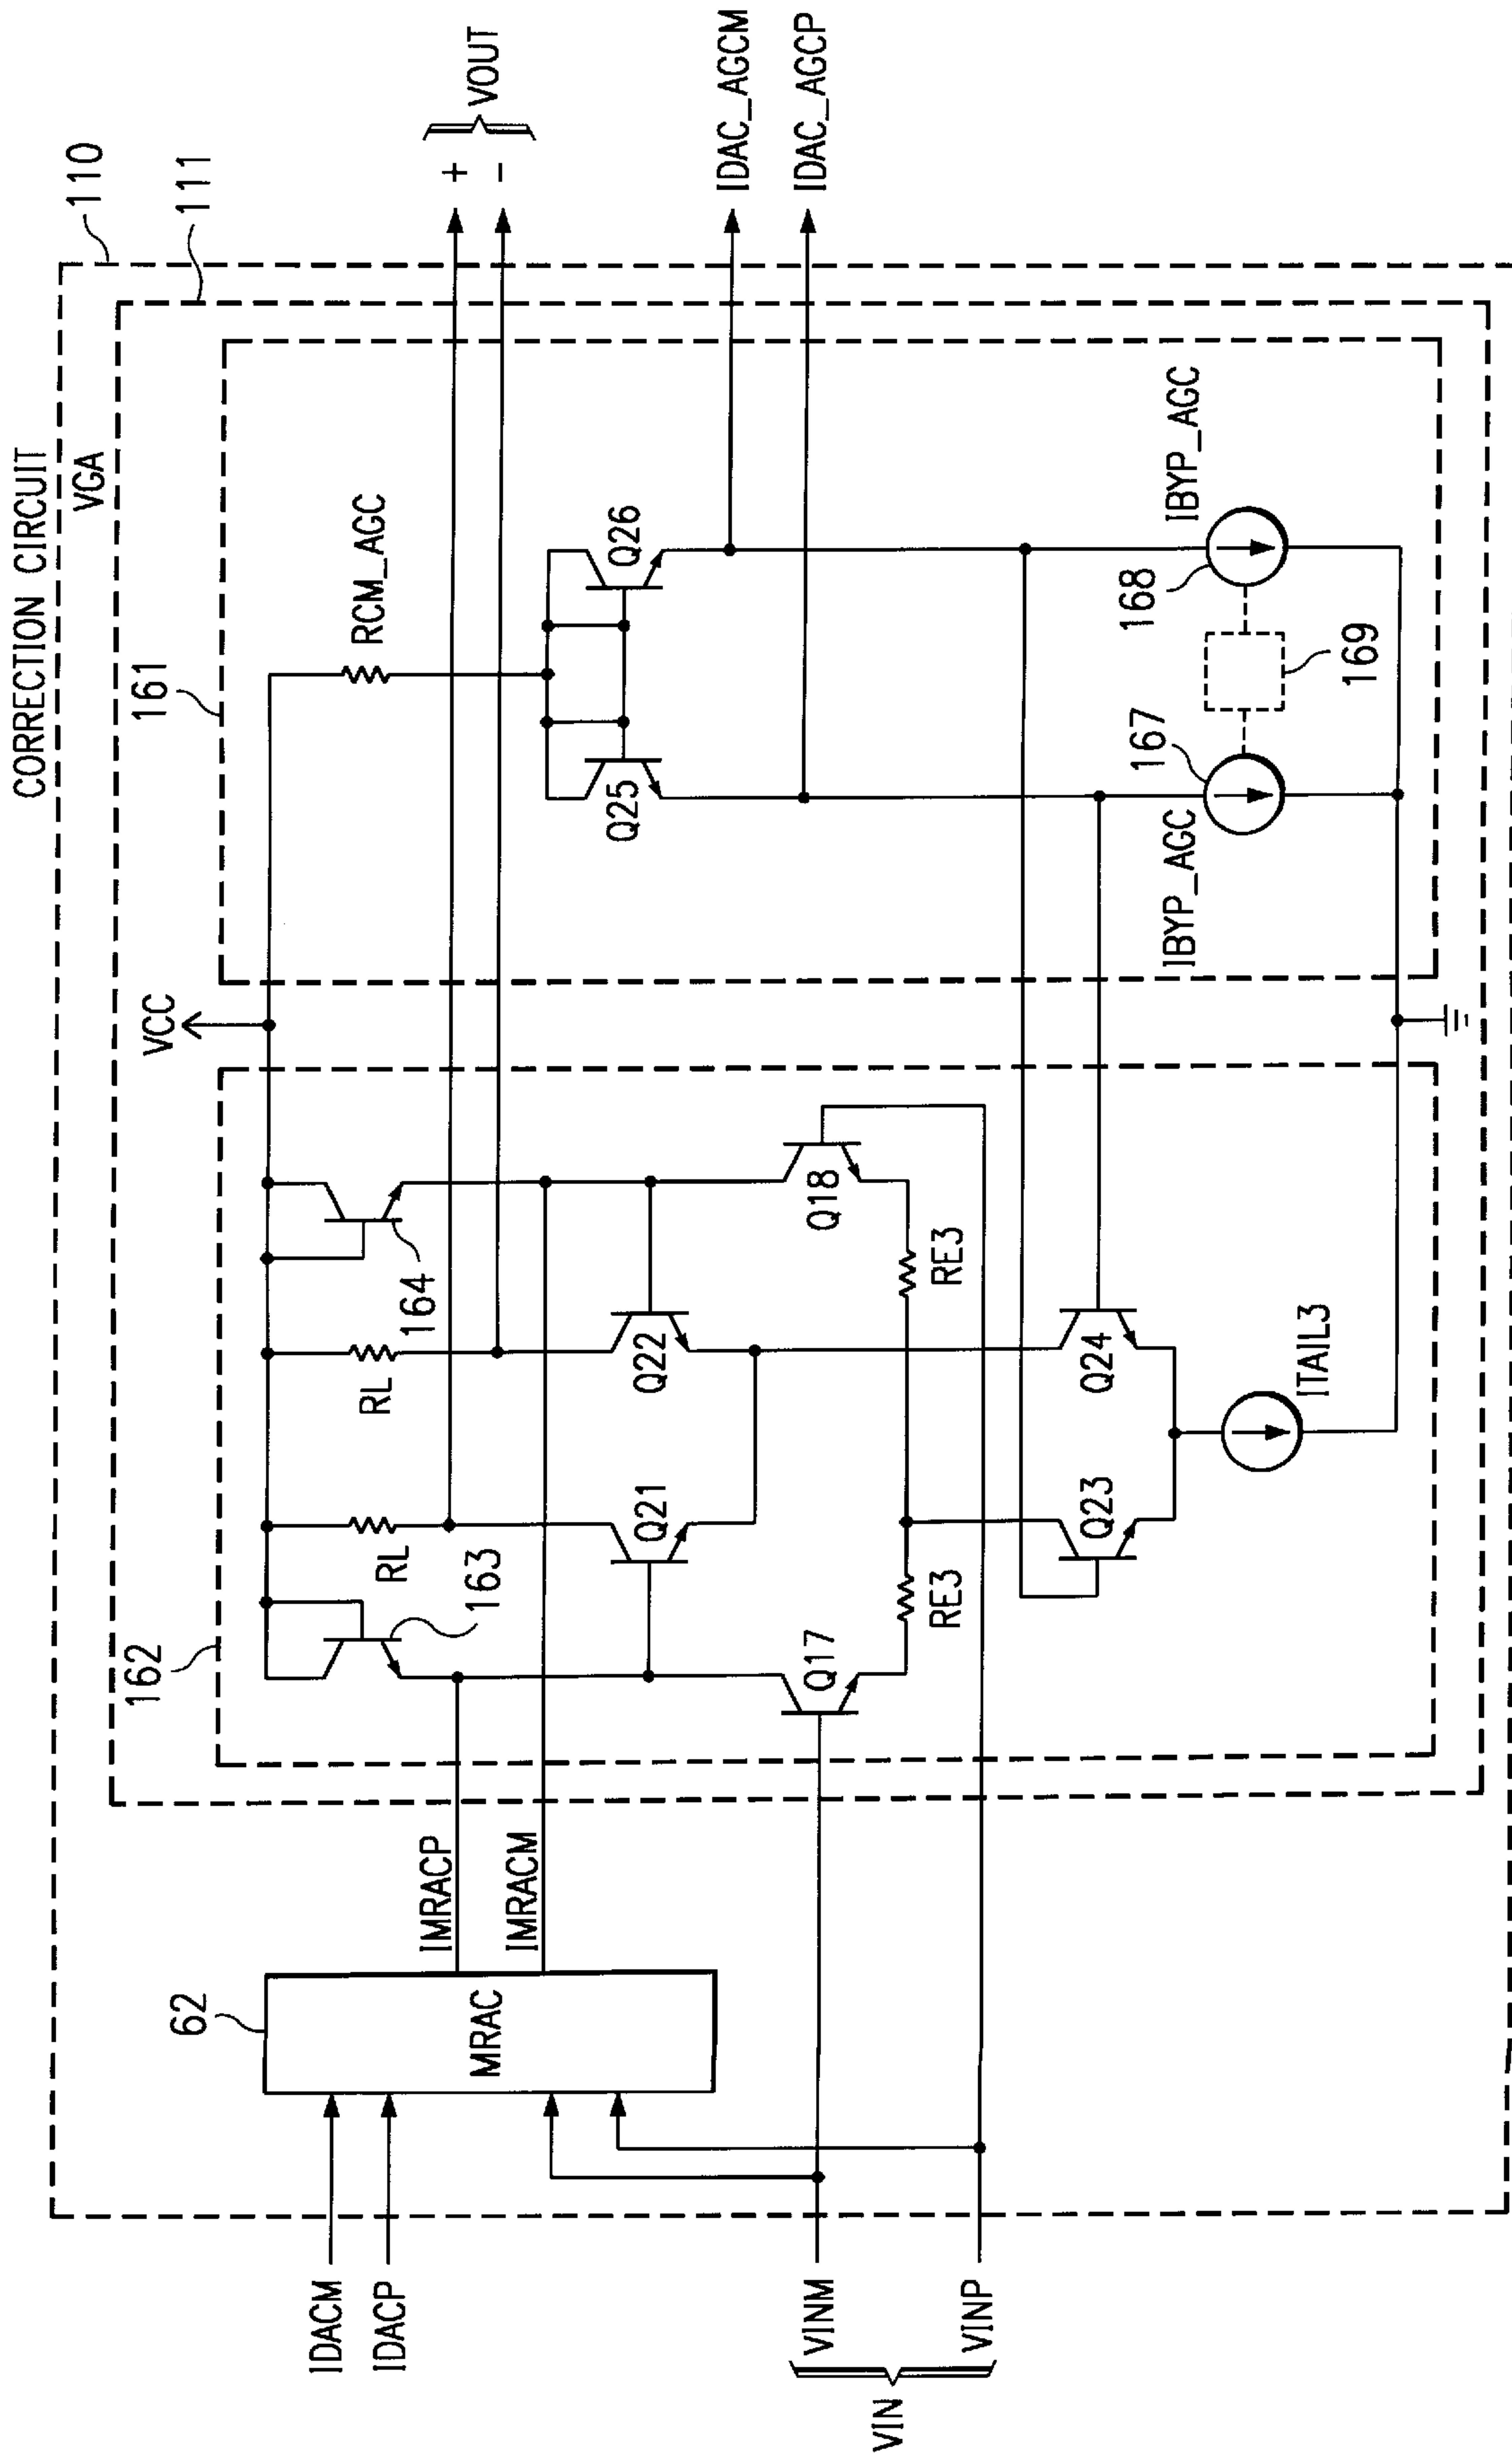 CORRECTION CIRCUIT
110
VGA
111
161
162
VCC
RCM_AGC
VOUT
+
-
IDAC_AGCM
IDAC_AGCP
Q25
Q26
IBYP_AGC
167
168
IBYP_AGC
169
163
RL
RL
164
Q21
Q22
Q17
Q18
RE3
RE3
Q23
Q24
ITAIL3
62
MRAC
IMRACP
IMRACM
IDACM
IDACP
VIN
VINM
VINP